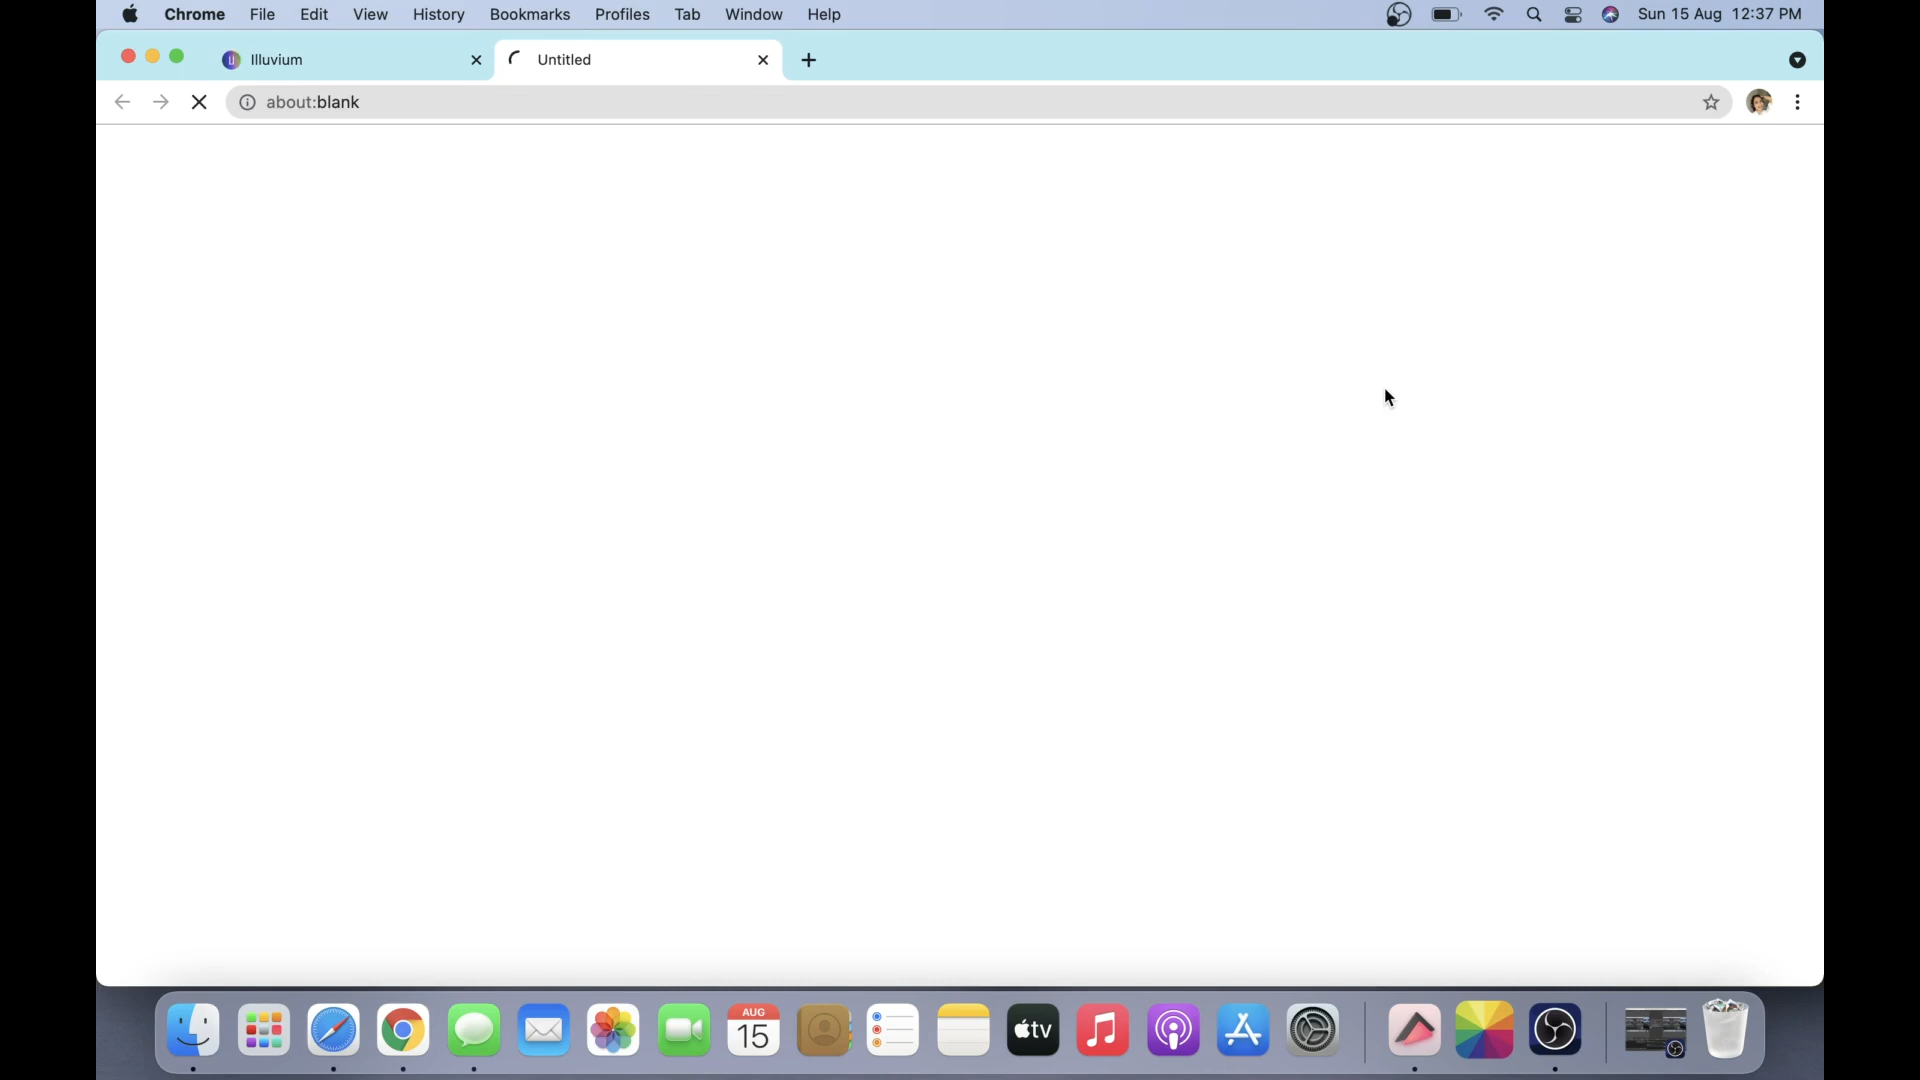 Chrome File Edit View History Bookmarks Profiles Tab Window Help Sun 15 Aug 12:37 PM
Illuvium Untitled
about:blank
AUG
15
tv